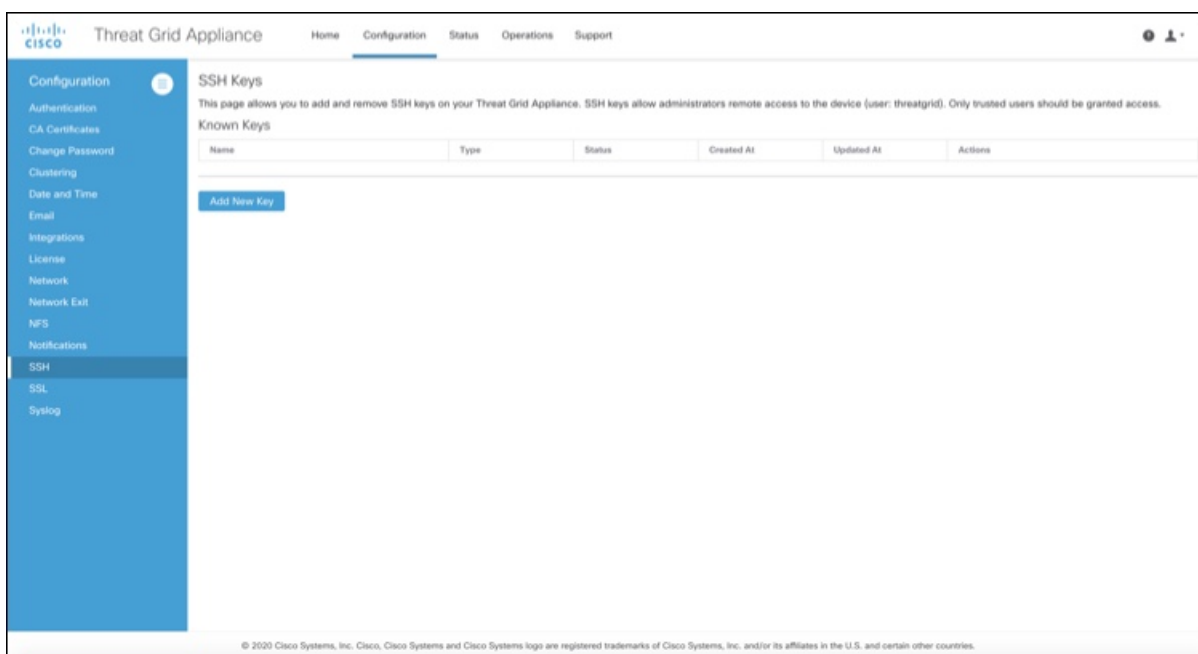 CISCO
Threat Grid Appliance
Home Configuration Status Operations Support
Configuration
Authentication
CA Certificates
Change Password
Clustering
Date and Time
Email
Integrations
License
Network
Network Exit
NFS
Notifications
SSH
SSL
Syslog
SSH Keys
This page allows you to add and remove SSH keys on your Threat Grid Appliance. SSH keys allow administrators remote access to the device (user: threatgrid). Only trusted users should be granted access.
Known Keys
Name Type Status Created At Updated At Actions
Add New Key
© 2020 Cisco Systems, Inc. Cisco, Cisco Systems and Cisco Systems logo are registered trademarks of Cisco Systems, Inc. and/or its affiliates in the U.S. and certain other countries.